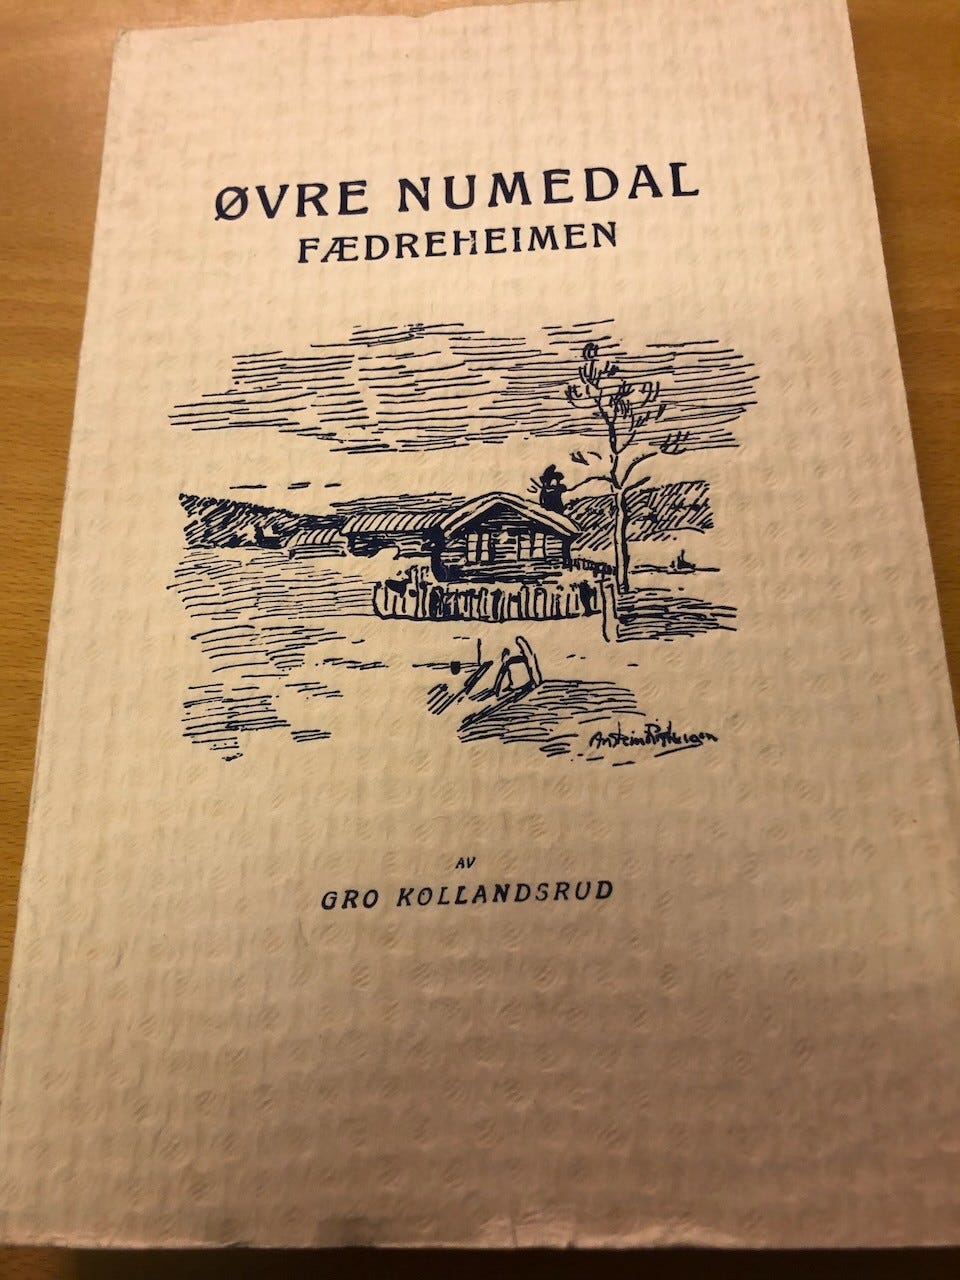 ØVRE NUMEDAL
FÆDREHEIMEN
AV
GRO KOLLANDSRUD